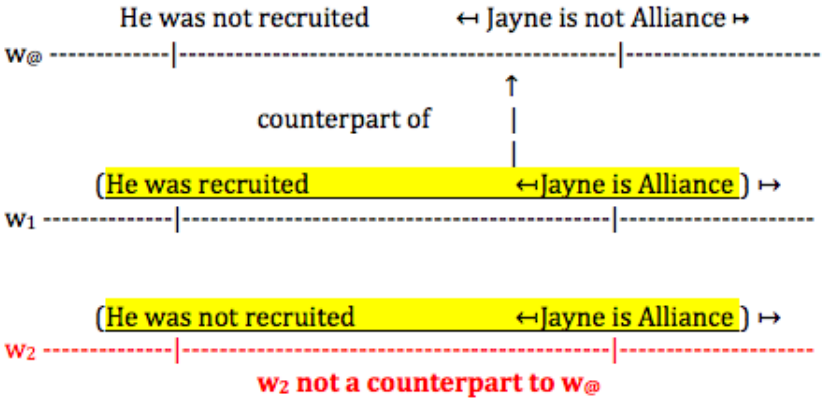 He was not recruited ↤ Jayne is not Alliance ↦
w@ -------------|------------------------------------------------|---------------------
↑
counterpart of |
|
(He was recruited ↤Jayne is Alliance ) ↦
w₁ --------------|-----------------------------------------------|---------------------
(He was not recruited ↤Jayne is Alliance ) ↦
w₂ --------------|-----------------------------------------------|---------------------
w₂ not a counterpart to w@